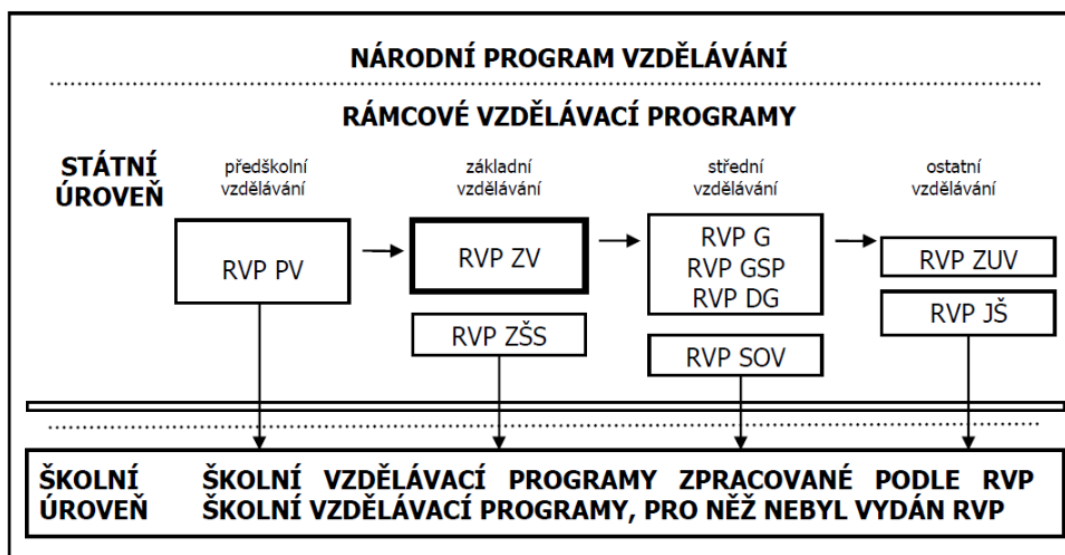 NÁRODNÍ PROGRAM VZDĚLÁVÁNÍ
RÁMCOVÉ VZDĚLÁVACÍ PROGRAMY
STÁTNÍ
ÚROVEŇ
předškolní
vzdělávání
základní
vzdělávání
střední
vzdělávání
ostatní
vzdělávání
RVP PV
RVP ZV
RVP ZŠS
RVP G
RVP GSP
RVP DG
RVP SOV
RVP ZUV
RVP JŠ
ŠKOLNÍ
ÚROVEŇ
ŠKOLNÍ VZDĚLÁVACÍ PROGRAMY ZPRACOVANÉ PODLE RVP
ŠKOLNÍ VZDĚLÁVACÍ PROGRAMY, PRO NĚŽ NEBYL VYDÁN RVP